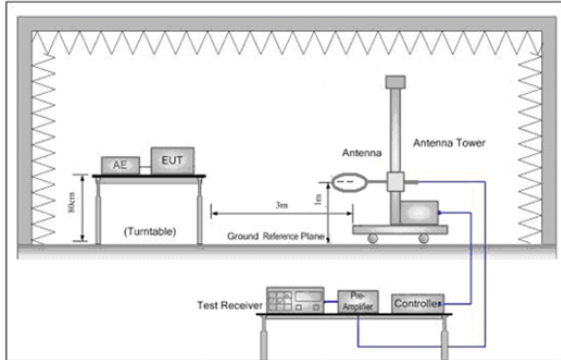 Antenna Tower
Antenna
AE
EUT
80cm
1m
3m
(Turntable)
Ground Reference Plane
Test Receiver
Pre-
Amplifier
Controller